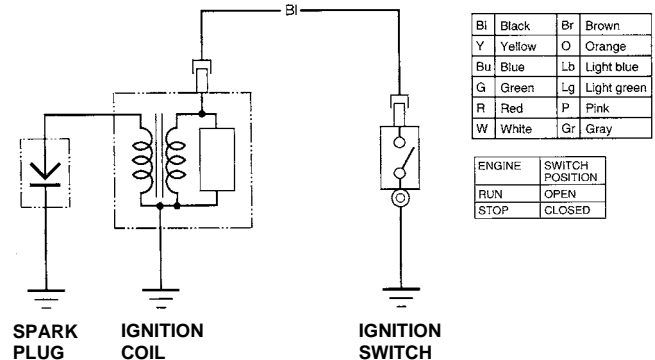 BI
Bl Black Br Brown
Y Yellow O Orange
Bu Blue Lb Light blue
G Green Lg Light green
R Red P Pink
W White Gr Gray
ENGINE SWITCH
POSITION
RUN OPEN
STOP CLOSED
SPARK
PLUG
IGNITION
COIL
IGNITION
SWITCH